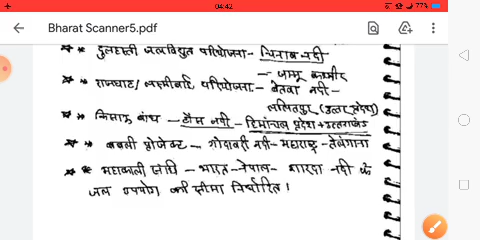 04:42
77%
Bharat Scanner5.pdf
** दुलहस्ती जलविद्युत परियोजना - चिनाब नदी
- जम्मू कश्मीर
** राजघाट/ लक्ष्मीबाई परियोजना - बेतवा नदी -
ललितपुर (उत्तर प्रदेश)
** किसाऊ बांध - टोंस नदी - हिमांचल प्रदेश + उत्तराखंड
** बबली प्रोजेक्ट - गोदावरी नदी - महाराष्ट्र - तेलंगाना
** महाकाली संधि - भारत - नेपाल - शारदा नदी के
जल उपयोग की सीमा निर्धारित।